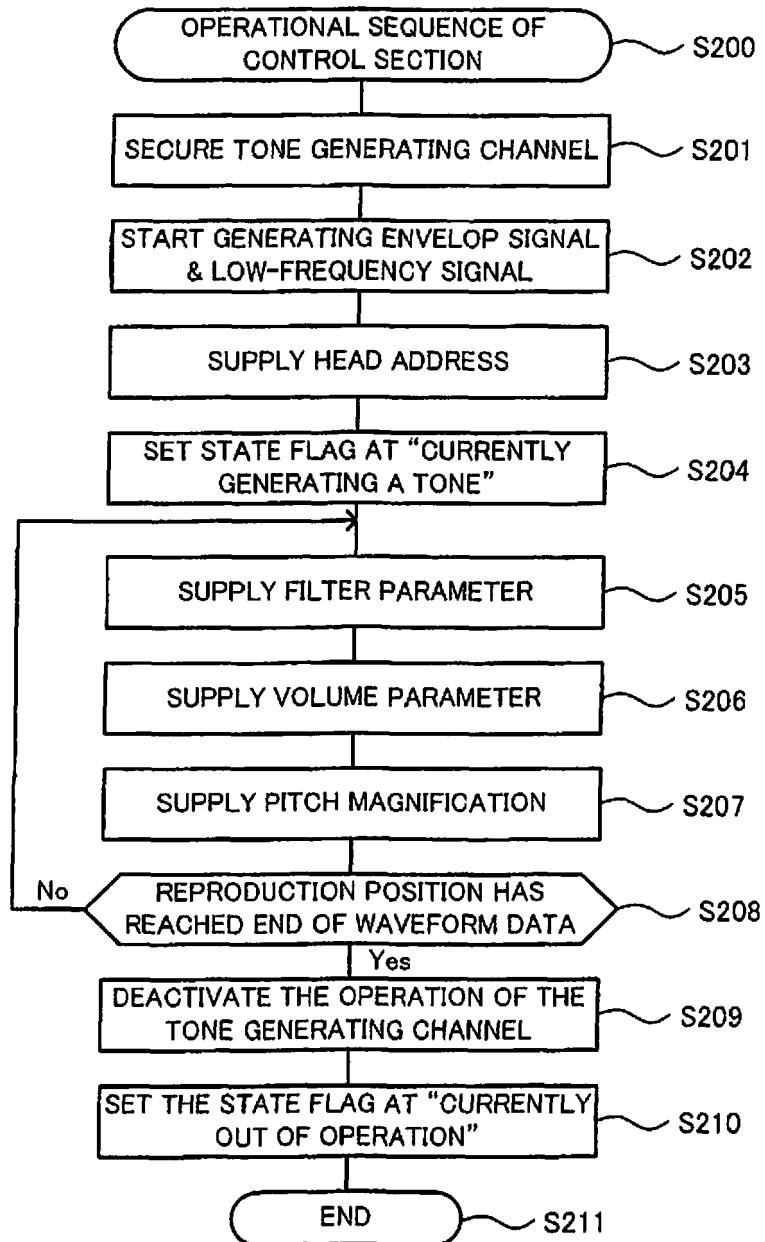 OPERATIONAL SEQUENCE OF
CONTROL SECTION
S200
SECURE TONE GENERATING CHANNEL
S201
START GENERATING ENVELOP SIGNAL
& LOW-FREQUENCY SIGNAL
S202
SUPPLY HEAD ADDRESS
S203
SET STATE FLAG AT “CURRENTLY
GENERATING A TONE”
S204
SUPPLY FILTER PARAMETER
S205
SUPPLY VOLUME PARAMETER
S206
SUPPLY PITCH MAGNIFICATION
S207
No
REPRODUCTION POSITION HAS
REACHED END OF WAVEFORM DATA
S208
Yes
DEACTIVATE THE OPERATION OF THE
TONE GENERATING CHANNEL
S209
SET THE STATE FLAG AT “CURRENTLY
OUT OF OPERATION”
S210
END
S211